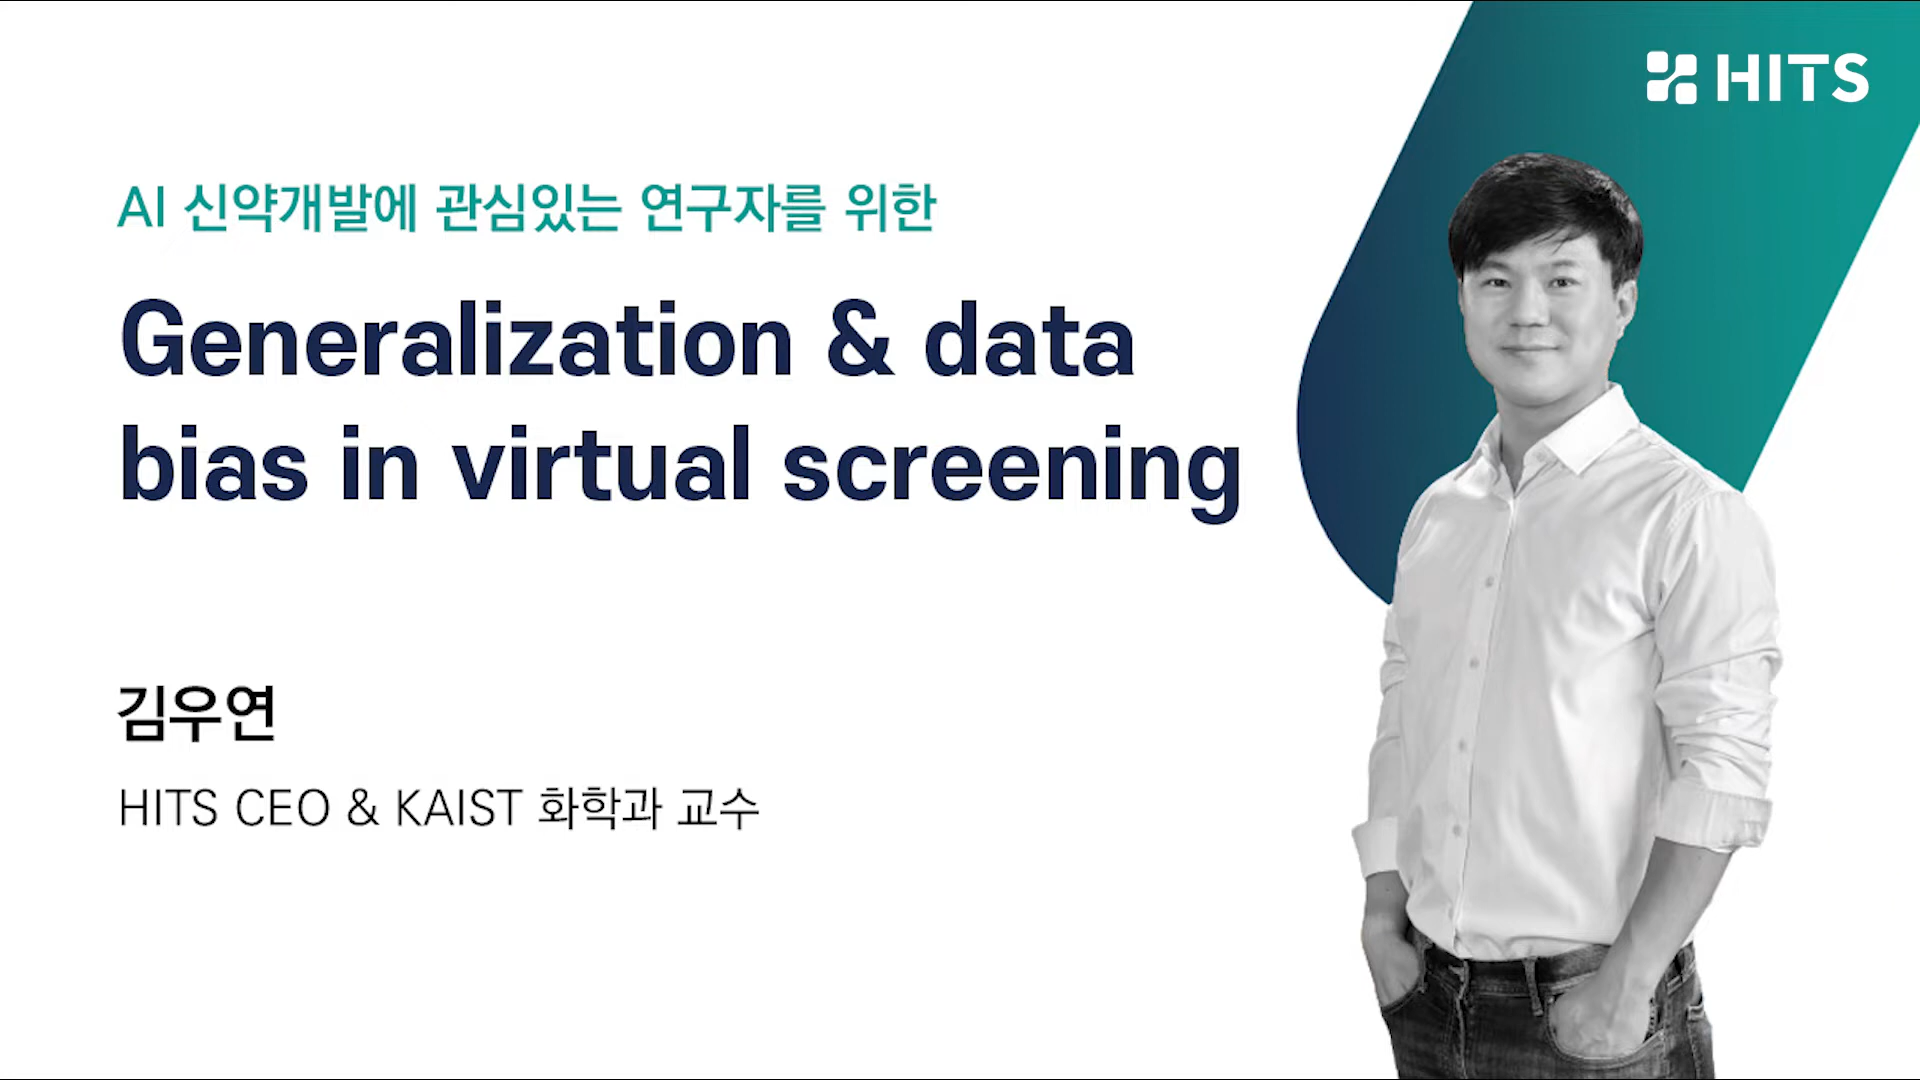 HITS
AI 신약개발에 관심있는 연구자를 위한
Generalization & data
bias in virtual screening
김우연
HITS CEO & KAIST 화학과 교수